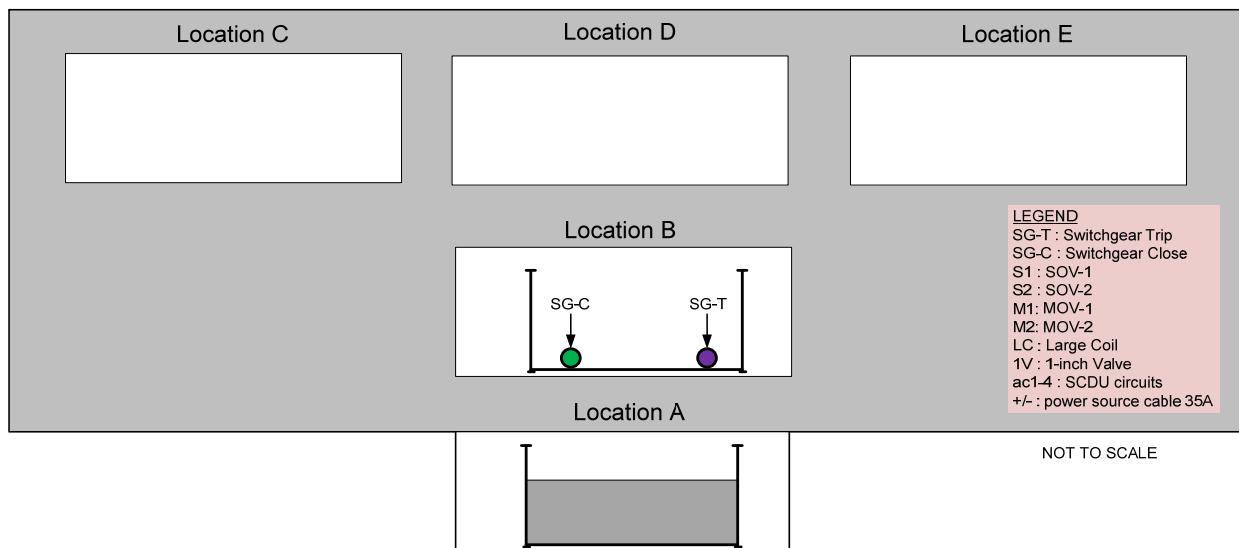 Location C
Location D
Location E
Location B
SG-C
SG-T
Location A
LEGEND
SG-T : Switchgear Trip
SG-C : Switchgear Close
S1 : SOV-1
S2 : SOV-2
M1: MOV-1
M2: MOV-2
LC : Large Coil
1V : 1-inch Valve
ac1-4 : SCDU circuits
+/- : power source cable 35A
NOT TO SCALE